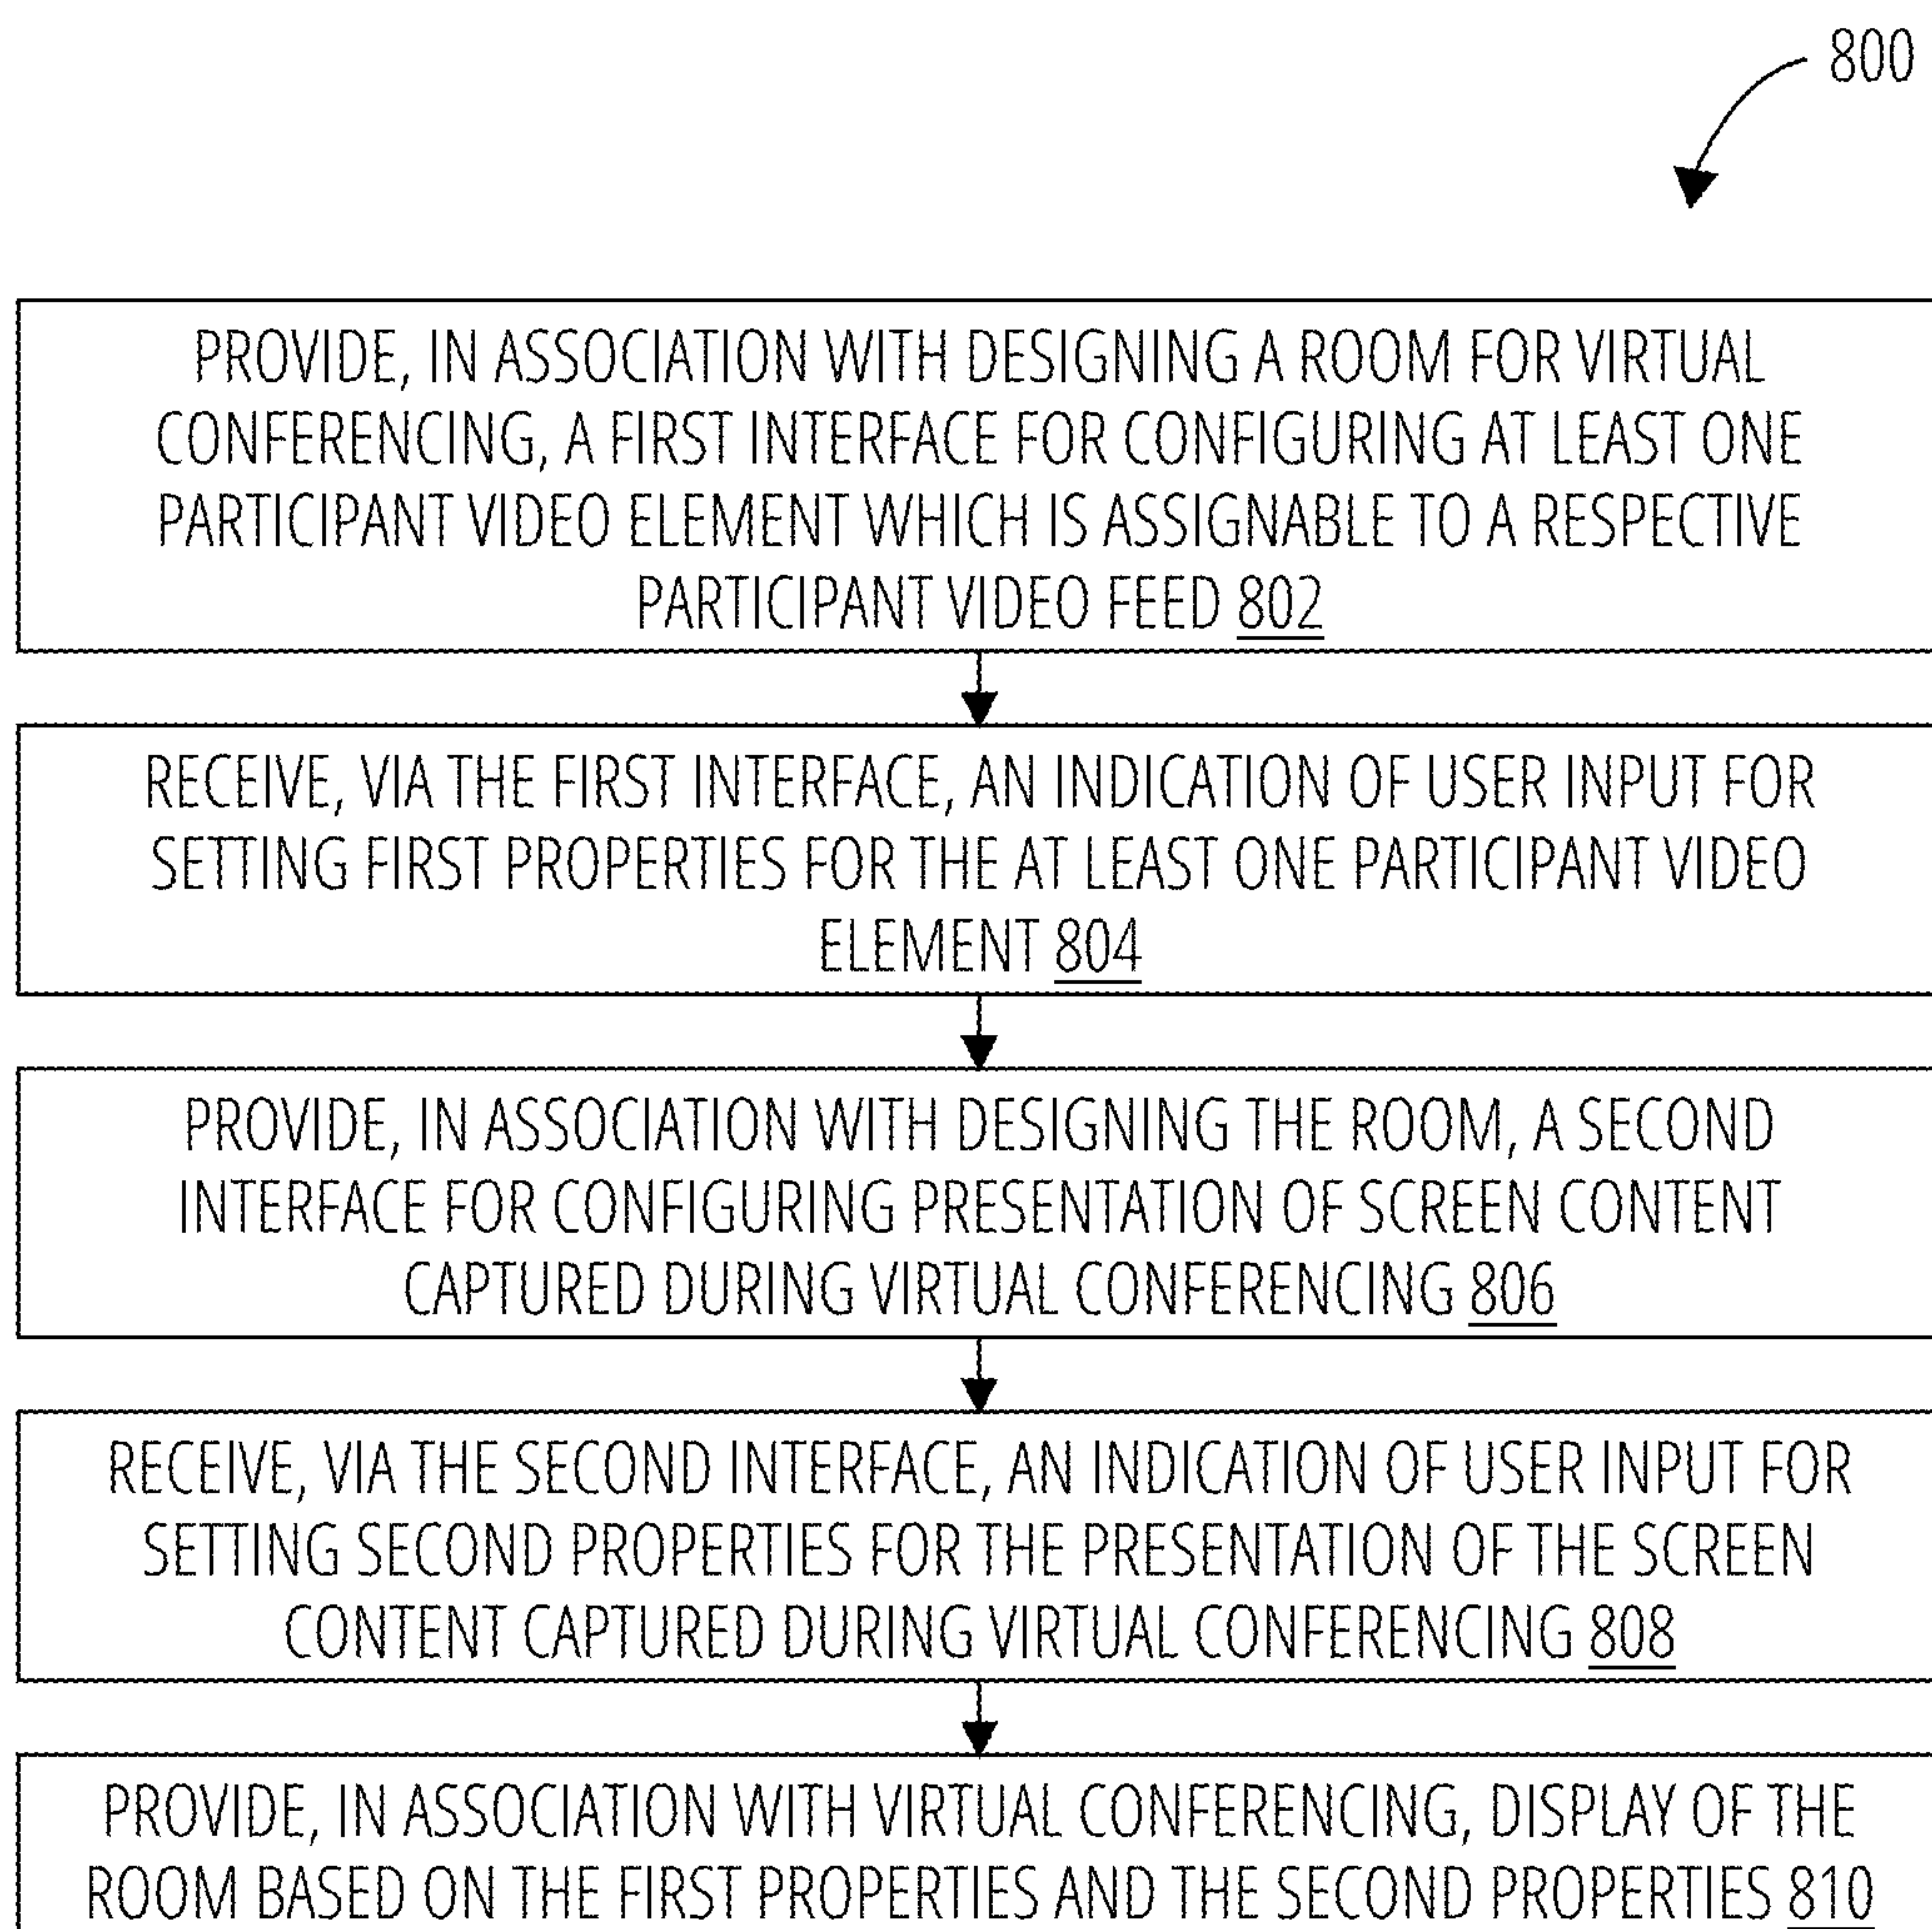 800
PROVIDE, IN ASSOCIATION WITH DESIGNING A ROOM FOR VIRTUAL
CONFERENCING, A FIRST INTERFACE FOR CONFIGURING AT LEAST ONE
PARTICIPANT VIDEO ELEMENT WHICH IS ASSIGNABLE TO A RESPECTIVE
PARTICIPANT VIDEO FEED 802
RECEIVE, VIA THE FIRST INTERFACE, AN INDICATION OF USER INPUT FOR
SETTING FIRST PROPERTIES FOR THE AT LEAST ONE PARTICIPANT VIDEO
ELEMENT 804
PROVIDE, IN ASSOCIATION WITH DESIGNING THE ROOM, A SECOND
INTERFACE FOR CONFIGURING PRESENTATION OF SCREEN CONTENT
CAPTURED DURING VIRTUAL CONFERENCING 806
RECEIVE, VIA THE SECOND INTERFACE, AN INDICATION OF USER INPUT FOR
SETTING SECOND PROPERTIES FOR THE PRESENTATION OF THE SCREEN
CONTENT CAPTURED DURING VIRTUAL CONFERENCING 808
PROVIDE, IN ASSOCIATION WITH VIRTUAL CONFERENCING, DISPLAY OF THE
ROOM BASED ON THE FIRST PROPERTIES AND THE SECOND PROPERTIES 810